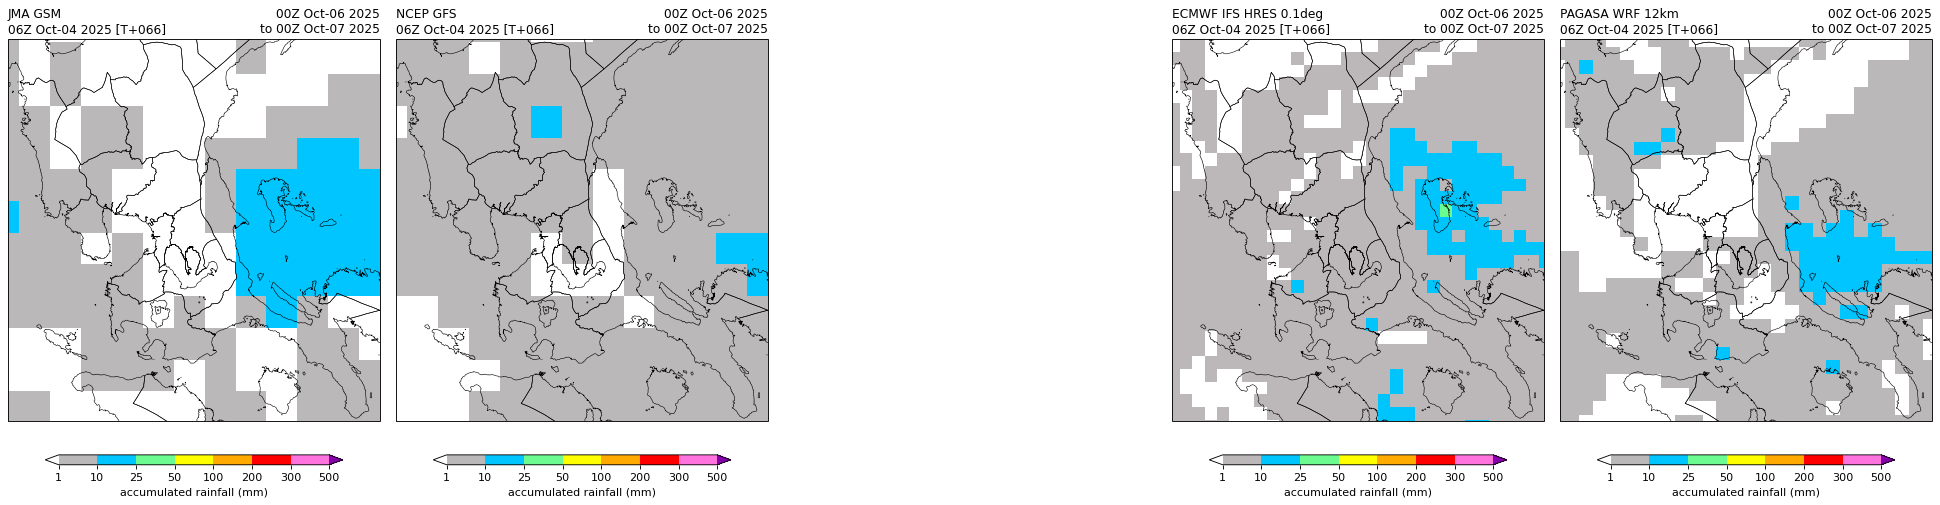 JMA GSM 00Z Oct-06 2025
06Z Oct-04 2025 [T+066] to 00Z Oct-07 2025
1 10 25 50 100 200 300 500
accumulated rainfall (mm)
NCEP GFS 00Z Oct-06 2025
06Z Oct-04 2025 [T+066] to 00Z Oct-07 2025
1 10 25 50 100 200 300 500
accumulated rainfall (mm)
ECMWF IFS HRES 0.1deg 00Z Oct-06 2025
06Z Oct-04 2025 [T+066] to 00Z Oct-07 2025
1 10 25 50 100 200 300 500
accumulated rainfall (mm)
PAGASA WRF 12km 00Z Oct-06 2025
06Z Oct-04 2025 [T+066] to 00Z Oct-07 2025
1 10 25 50 100 200 300 500
accumulated rainfall (mm)